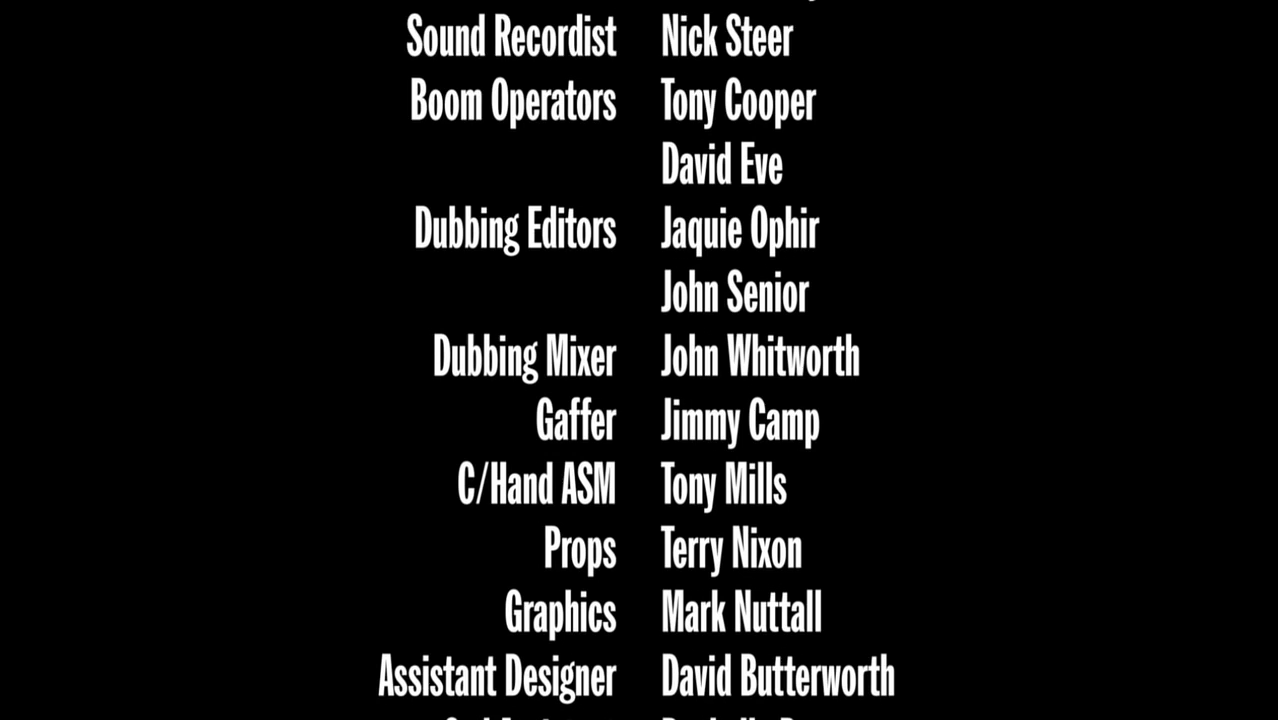 Sound Recordist Nick Steer
Boom Operators Tony Cooper
David Eve
Dubbing Editors Jaquie Ophir
John Senior
Dubbing Mixer John Whitworth
Gaffer Jimmy Camp
C/Hand ASM Tony Mills
Props Terry Nixon
Graphics Mark Nuttall
Assistant Designer David Butterworth